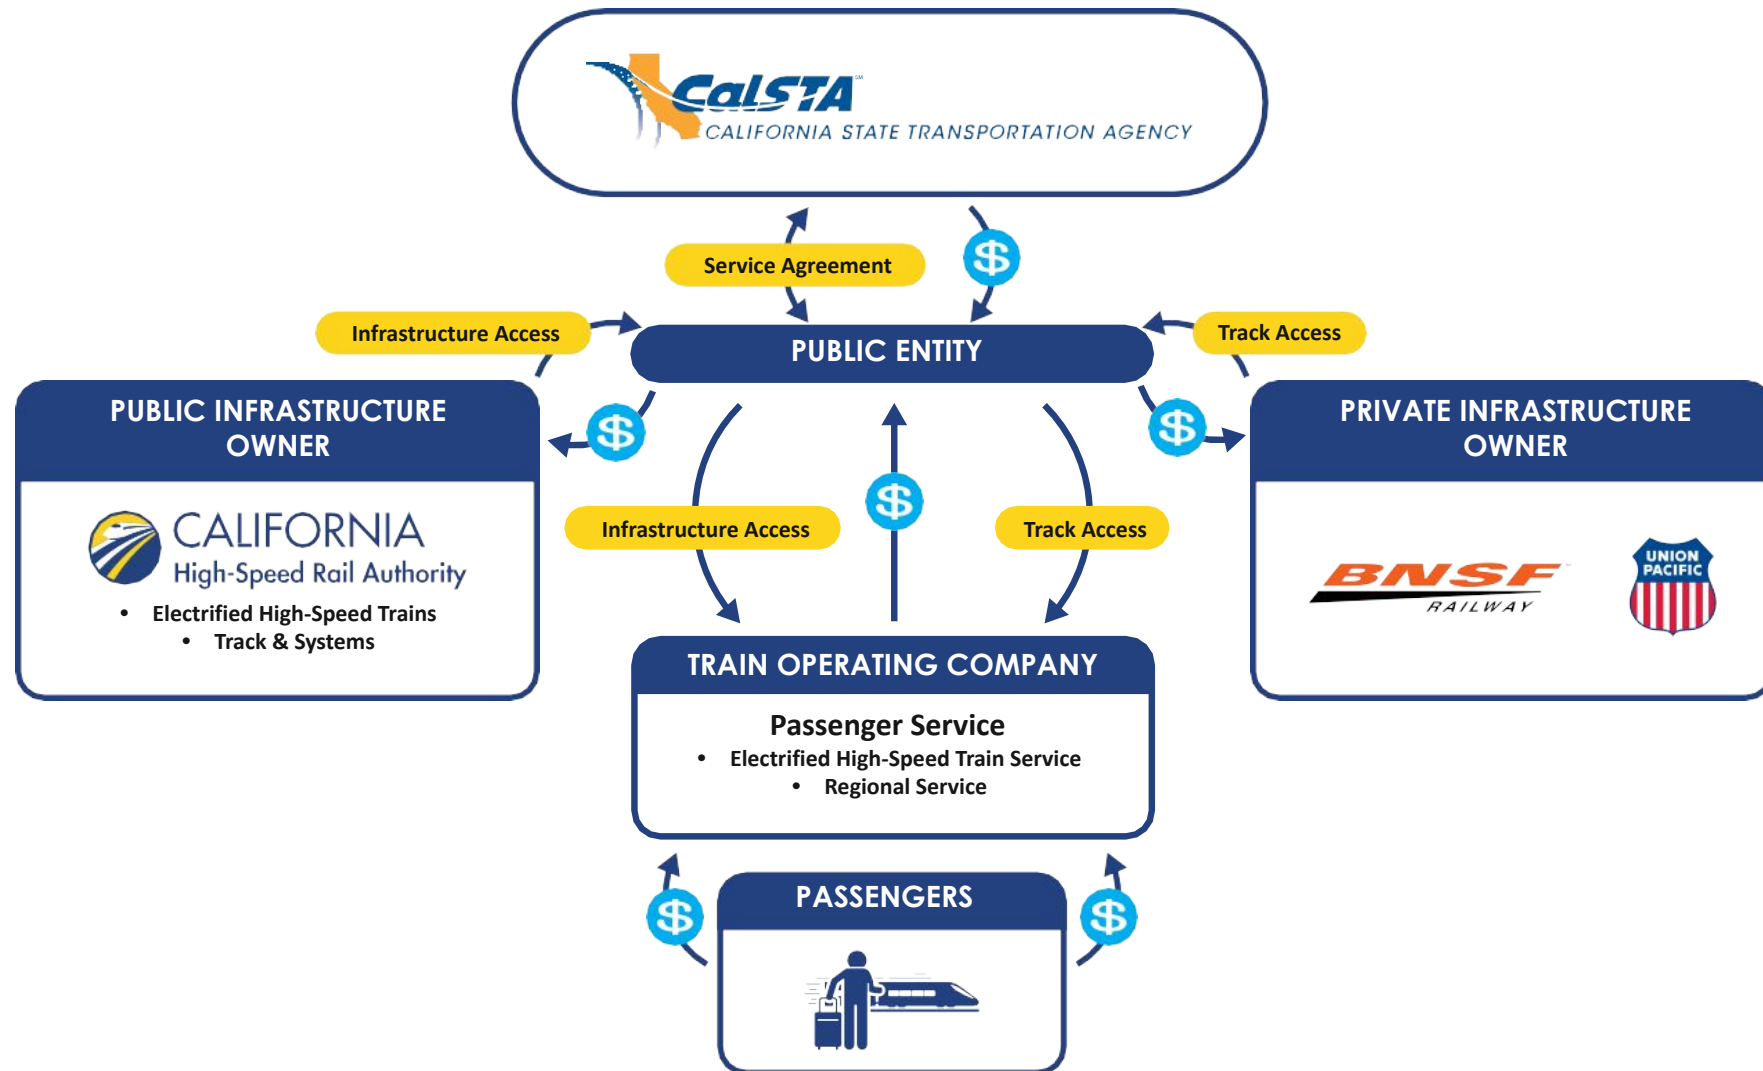 CalSTA SM
CALIFORNIA STATE TRANSPORTATION AGENCY
Service Agreement
$
Infrastructure Access
PUBLIC ENTITY
Track Access
PUBLIC INFRASTRUCTURE
OWNER
$
$
PRIVATE INFRASTRUCTURE
OWNER
CALIFORNIA
High-Speed Rail Authority
• Electrified High-Speed Trains
• Track & Systems
$
Infrastructure Access
Track Access
BNSF
RAILWAY
UNION
PACIFIC
TRAIN OPERATING COMPANY
Passenger Service
• Electrified High-Speed Train Service
• Regional Service
$
PASSENGERS
$